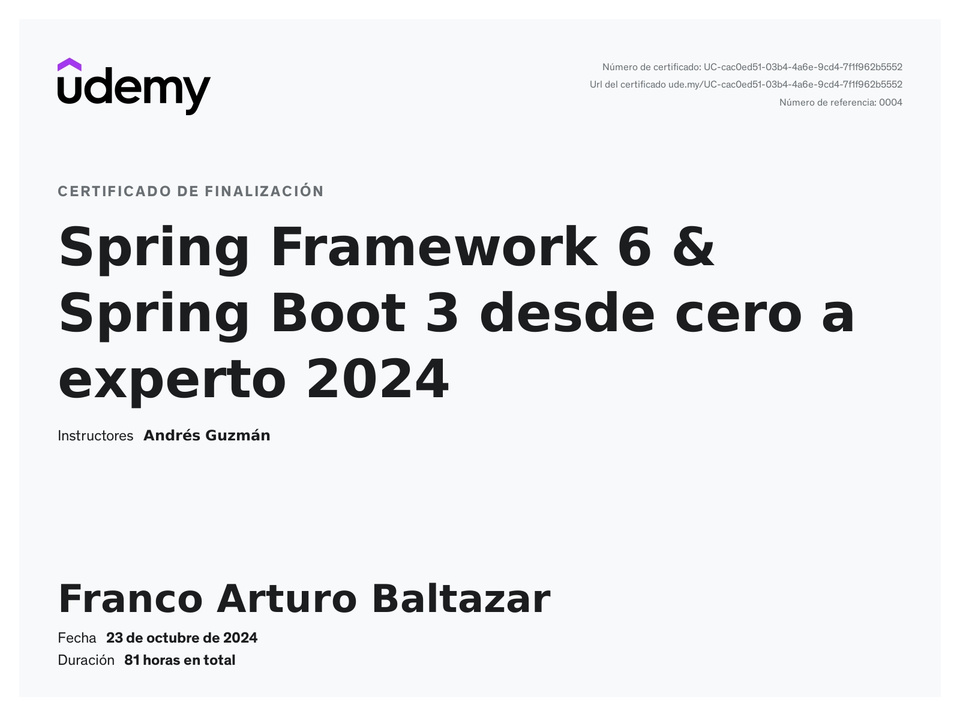 udemy
Número de certificado: UC-cac0ed51-03b4-4a6e-9cd4-7f1f962b5552
Url del certificado ude.my/UC-cac0ed51-03b4-4a6e-9cd4-7f1f962b5552
Número de referencia: 0004
CERTIFICADO DE FINALIZACIÓN
Spring Framework 6 &
Spring Boot 3 desde cero a
experto 2024
Instructores Andrés Guzmán
Franco Arturo Baltazar
Fecha 23 de octubre de 2024
Duración 81 horas en total